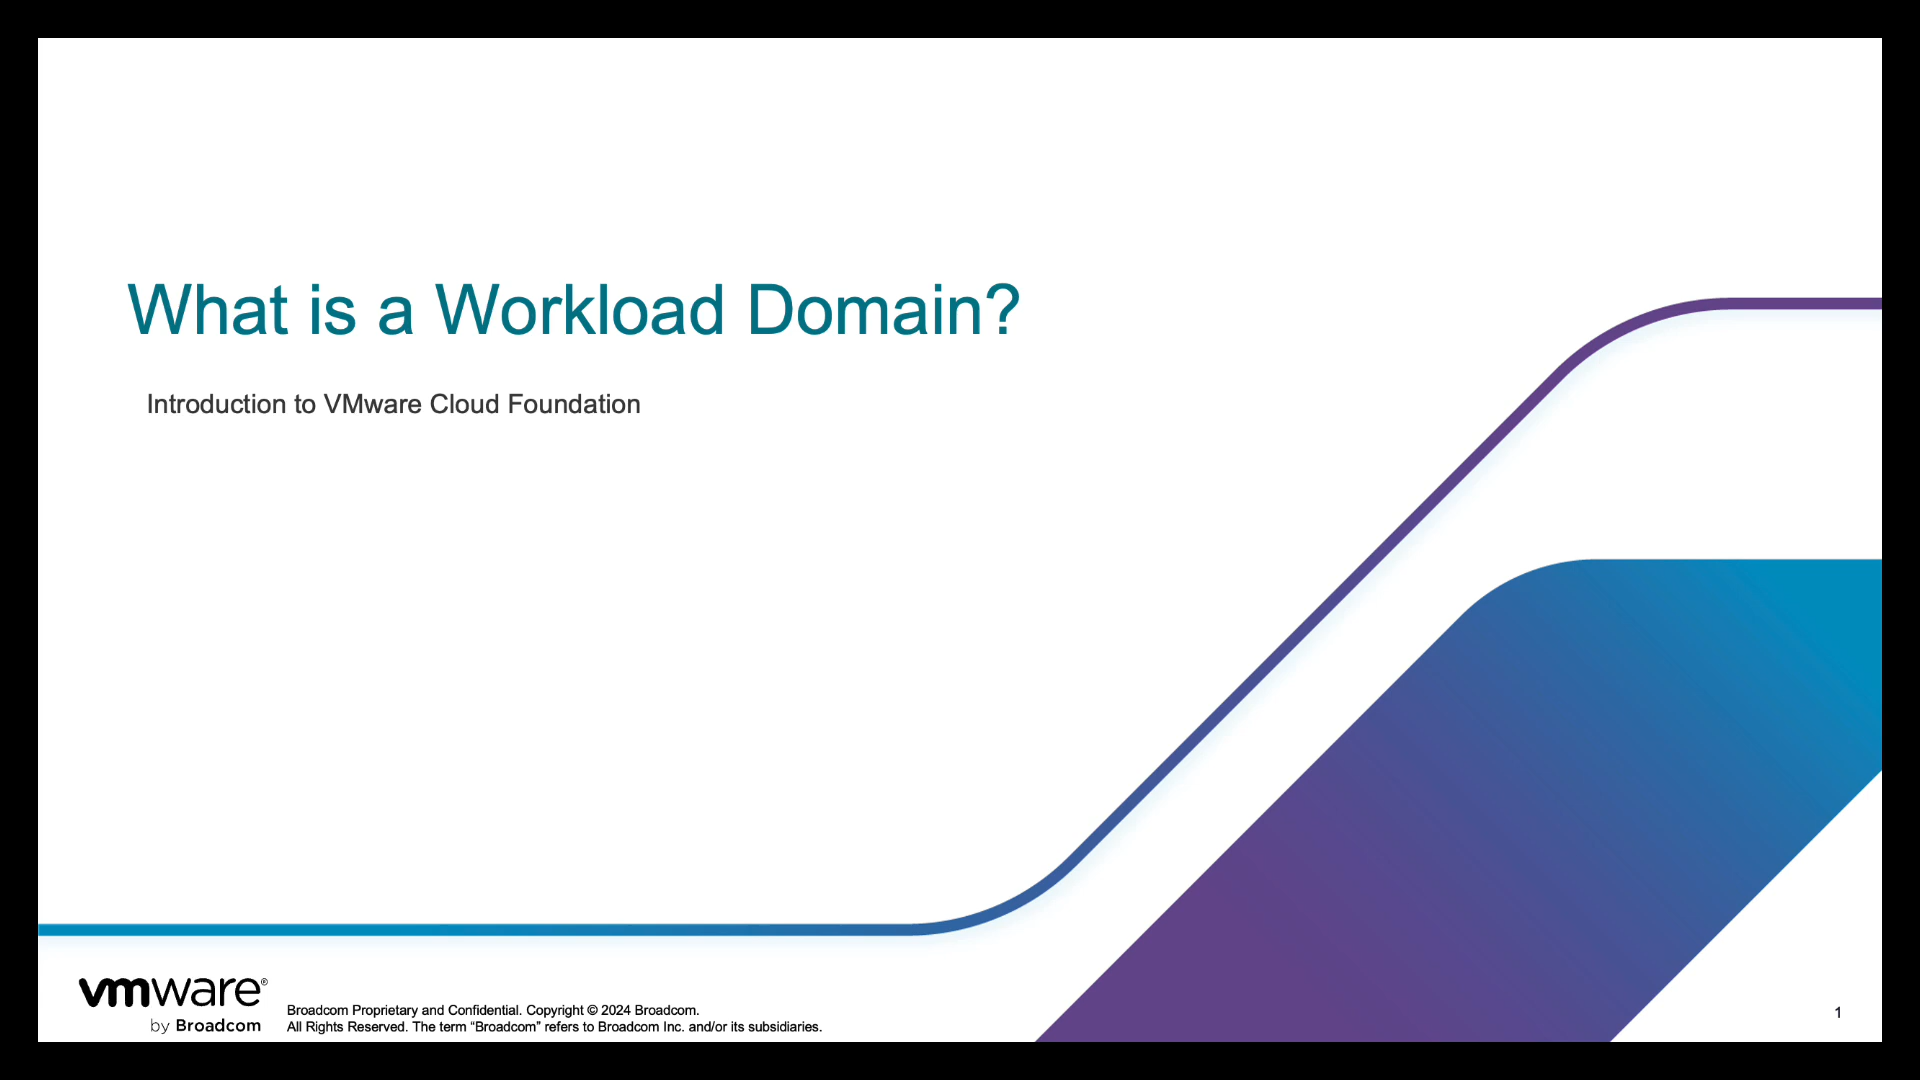 What is a Workload Domain?
Introduction to VMware Cloud Foundation
vmware®
by Broadcom
Broadcom Proprietary and Confidential. Copyright © 2024 Broadcom.
All Rights Reserved. The term “Broadcom” refers to Broadcom Inc. and/or its subsidiaries.
1